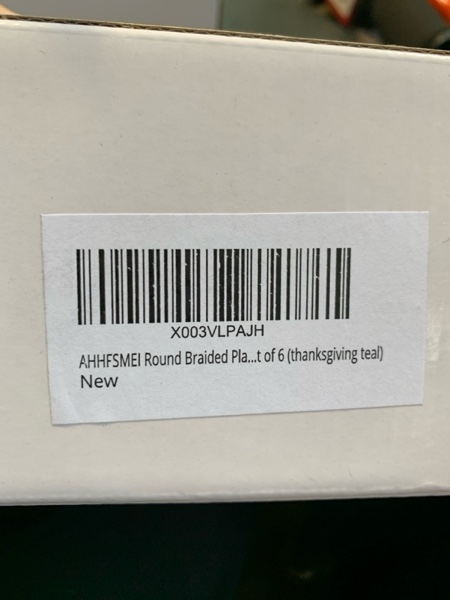 X003VLPAJH
AHHFSMEI Round Braided Pla...t of 6 (thanksgiving teal)
New